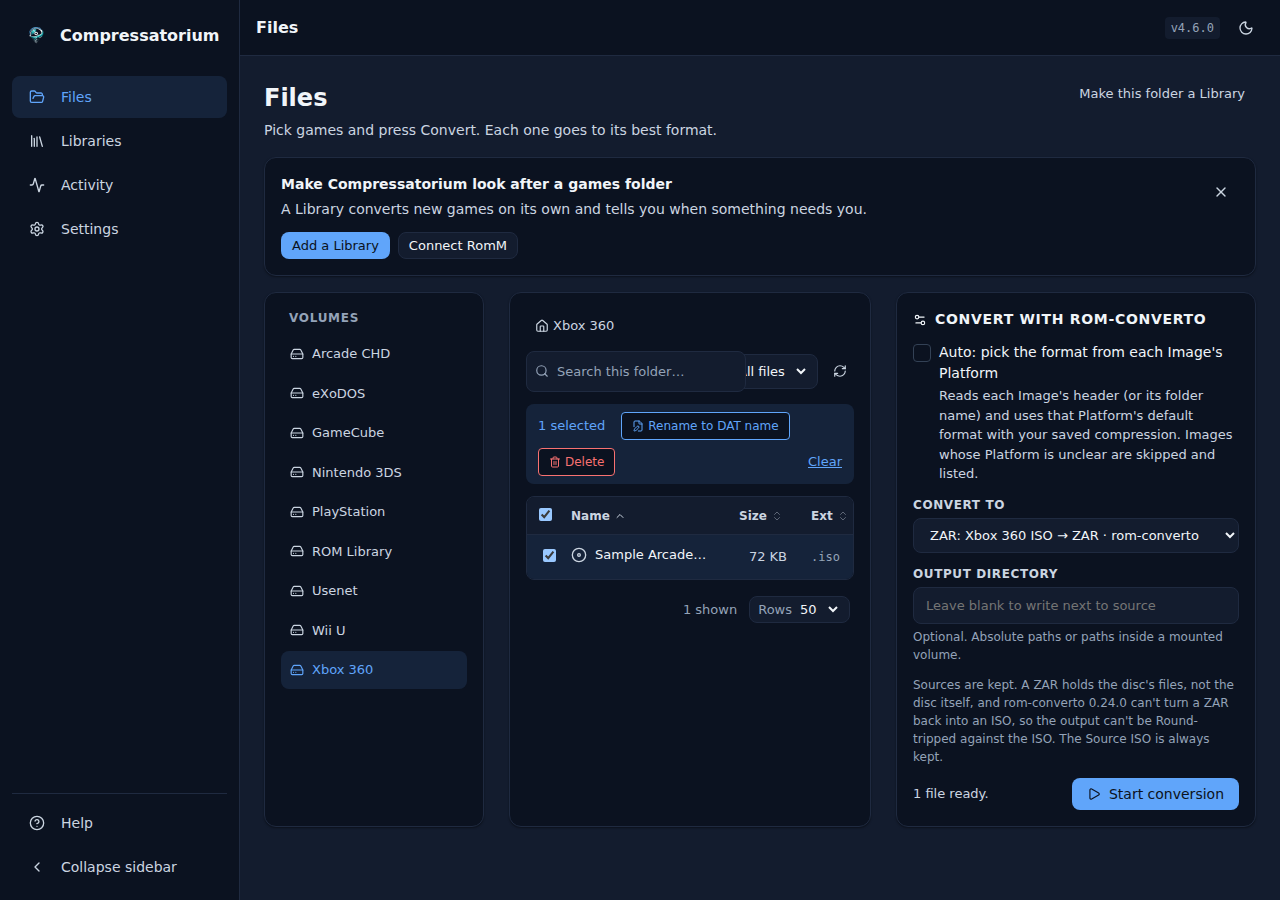 Compressatorium
Files
Libraries
Activity
Settings
Help
Collapse sidebar
Files
v4.6.0
Files
Make this folder a Library
Pick games and press Convert. Each one goes to its best format.
Make Compressatorium look after a games folder
A Library converts new games on its own and tells you when something needs you.
Add a Library
Connect RomM
VOLUMES
Arcade CHD
eXoDOS
GameCube
Nintendo 3DS
PlayStation
ROM Library
Usenet
Wii U
Xbox 360
Xbox 360
Search this folder…
ll files
1 selected
Rename to DAT name
Delete
Clear
Name
Size
Ext
Sample Arcade…
72 KB
.iso
1 shown
Rows 50
CONVERT WITH ROM-CONVERTO
Auto: pick the format from each Image's
Platform
Reads each Image's header (or its folder
name) and uses that Platform's default
format with your saved compression. Images
whose Platform is unclear are skipped and
listed.
CONVERT TO
ZAR: Xbox 360 ISO → ZAR · rom-converto
OUTPUT DIRECTORY
Leave blank to write next to source
Optional. Absolute paths or paths inside a mounted
volume.
Sources are kept. A ZAR holds the disc's files, not the
disc itself, and rom-converto 0.24.0 can't turn a ZAR
back into an ISO, so the output can't be Round-
tripped against the ISO. The Source ISO is always
kept.
1 file ready.
Start conversion